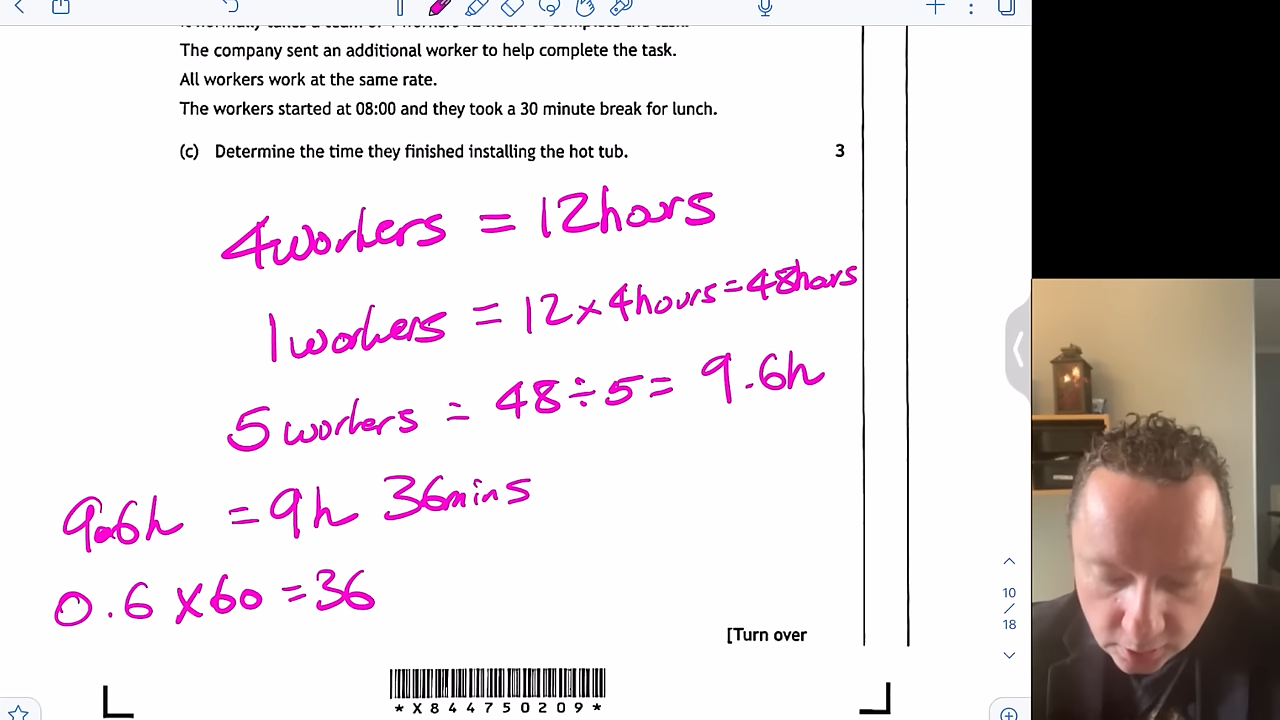 The company sent an additional worker to help complete the task.
All workers work at the same rate.
The workers started at 08:00 and they took a 30 minute break for lunch.
(c) Determine the time they finished installing the hot tub. 3
4workers = 12hours
1workers = 12×4hours=48hours
5workers = 48÷5= 9.6h
9.6h = 9h 36mins
0.6 ×60 =36
[Turn over
*X844750209*
10
/
18